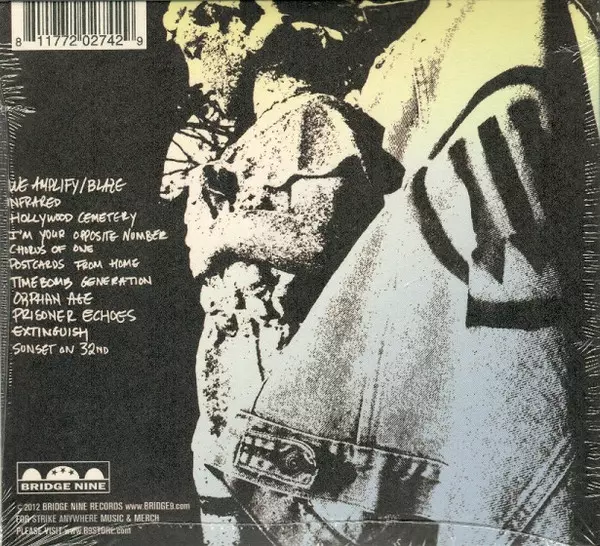 8 11772 02742 9
WE AMPLIFY/BLAZE
INFRARED
HOLLYWOOD CEMETERY
I'M YOUR OPPOSITE NUMBER
CHORUS OF ONE
POSTCARDS FROM HOME
TIMEBOMB GENERATION
ORPHAN AGE
PRISONER ECHOES
EXTINGUISH
SUNSET ON 32ND
BRIDGE NINE
© 2012 BRIDGE NINE RECORDS www.BRIDGE9.com
FOR STRIKE ANYWHERE MUSIC & MERCH
PLEASE VISIT www.B9STORE.com